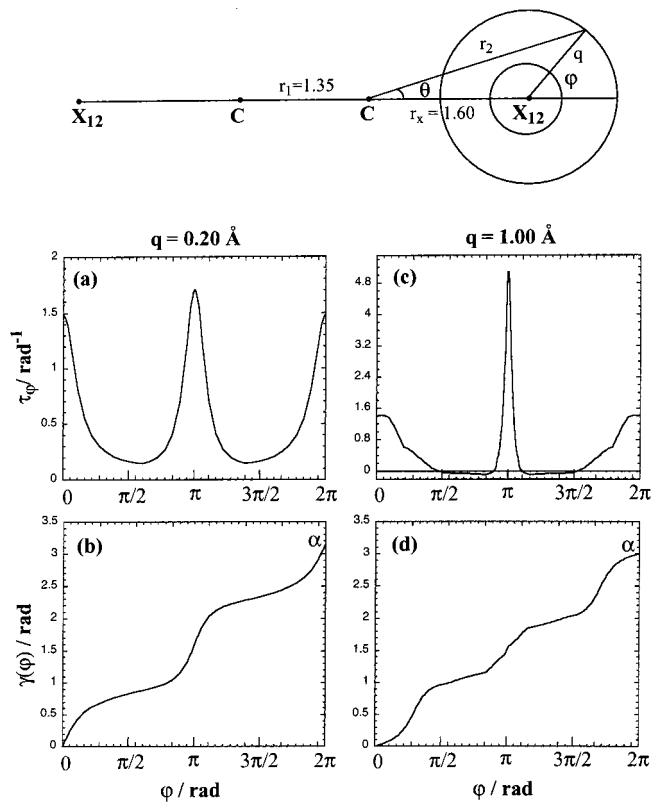 r2
q
r1=1.35
θ
φ
X12
C
C
rx = 1.60
X12
q = 0.20 Å
q = 1.00 Å
(a)
2
1.5
1
0.5
0
τφ/ rad-1
0 π/2 π 3π/2 2π
(c)
4.8
3.6
2.4
1.2
0
0 π/2 π 3π/2 2π
(b)
α
3.5
3
2.5
2
1.5
1
0.5
0
γ(φ) / rad
0 π/2 π 3π/2 2π
φ / rad
(d)
α
3.5
3
2.5
2
1.5
1
0.5
0
0 π/2 π 3π/2 2π
φ / rad